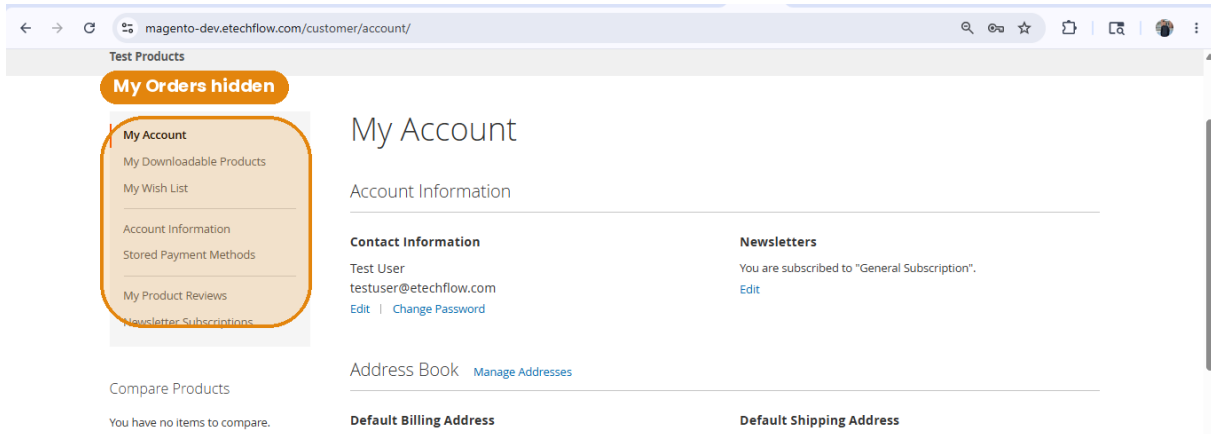 magento-dev.etechflow.com/customer/account/
Test Products
My Orders hidden
My Account
My Downloadable Products
My Wish List
Account Information
Stored Payment Methods
My Product Reviews
Newsletter Subscriptions
Compare Products
You have no items to compare.
My Account
Account Information
Contact Information
Test User
testuser@etechflow.com
Edit | Change Password
Newsletters
You are subscribed to "General Subscription".
Edit
Address Book Manage Addresses
Default Billing Address
Default Shipping Address